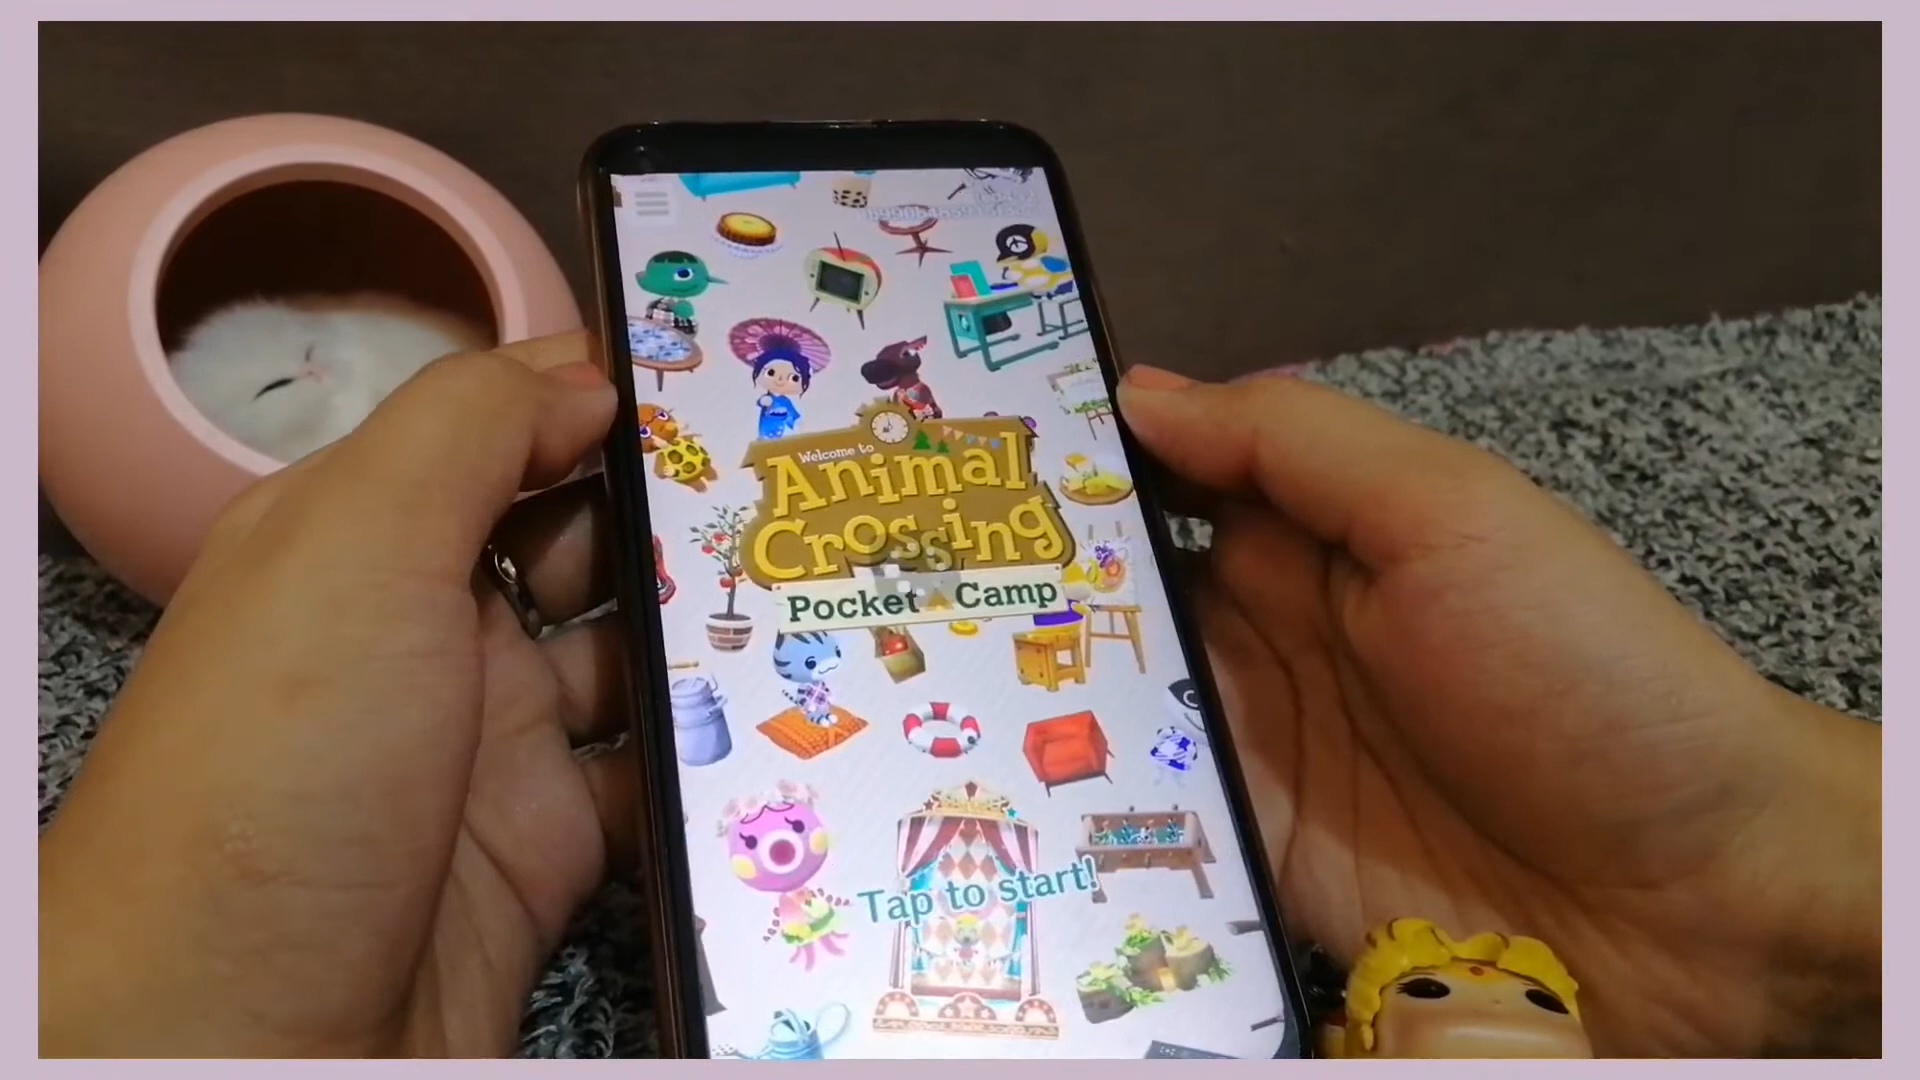 Welcome to
Animal
Crossing
Pocket Camp
Tap to start!